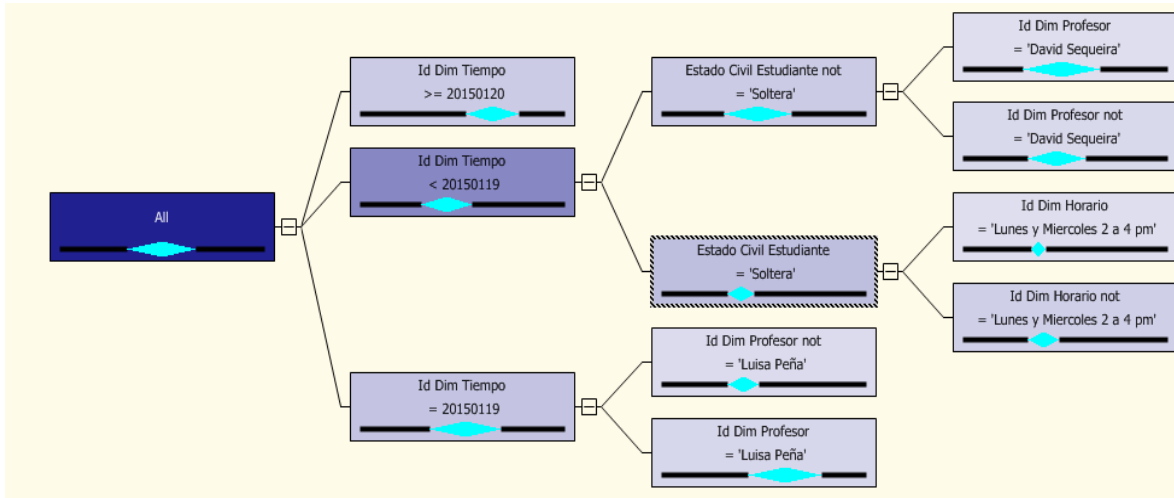 All
Id Dim Tiempo
>= 20150120
Id Dim Tiempo
< 20150119
Id Dim Tiempo
= 20150119
Estado Civil Estudiante not
= 'Soltera'
Estado Civil Estudiante
= 'Soltera'
Id Dim Profesor not
= 'Luisa Peña'
Id Dim Profesor
= 'Luisa Peña'
Id Dim Profesor
= 'David Sequeira'
Id Dim Profesor not
= 'David Sequeira'
Id Dim Horario
= 'Lunes y Miercoles 2 a 4 pm'
Id Dim Horario not
= 'Lunes y Miercoles 2 a 4 pm'